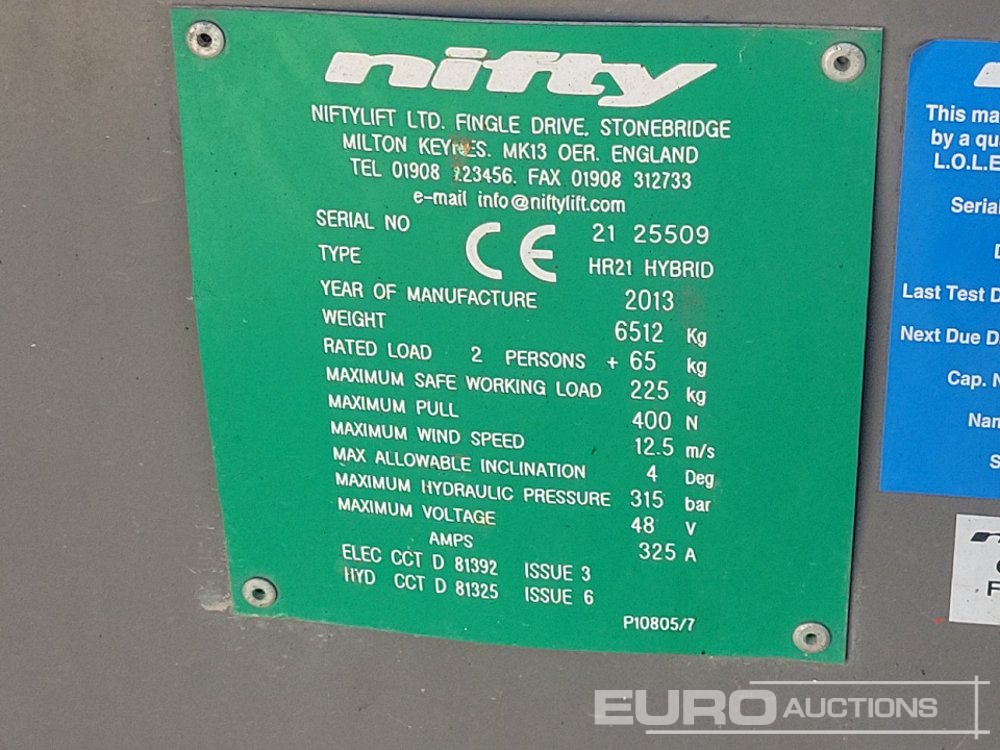 nifty
NIFTYLIFT LTD. FINGLE DRIVE, STONEBRIDGE
MILTON KEYNES. MK13 OER. ENGLAND
TEL 01908 223456. FAX 01908 312733
e-mail info@niftylift.com
SERIAL NO 21 25509
CE
TYPE HR21 HYBRID
YEAR OF MANUFACTURE 2013
WEIGHT 6512 Kg
RATED LOAD 2 PERSONS + 65 kg
MAXIMUM SAFE WORKING LOAD 225 kg
MAXIMUM PULL 400 N
MAXIMUM WIND SPEED 12.5 m/s
MAX ALLOWABLE INCLINATION 4 Deg
MAXIMUM HYDRAULIC PRESSURE 315 bar
MAXIMUM VOLTAGE 48 V
AMPS 325 A
ELEC CCT D 81392 ISSUE 3
HYD CCT D 81325 ISSUE 6
P10805/7
This ma
by a qu
L.O.L.E
Serial
Last Test D
Next Due D
Cap. N
Nam
S
F
EURO AUCTIONS